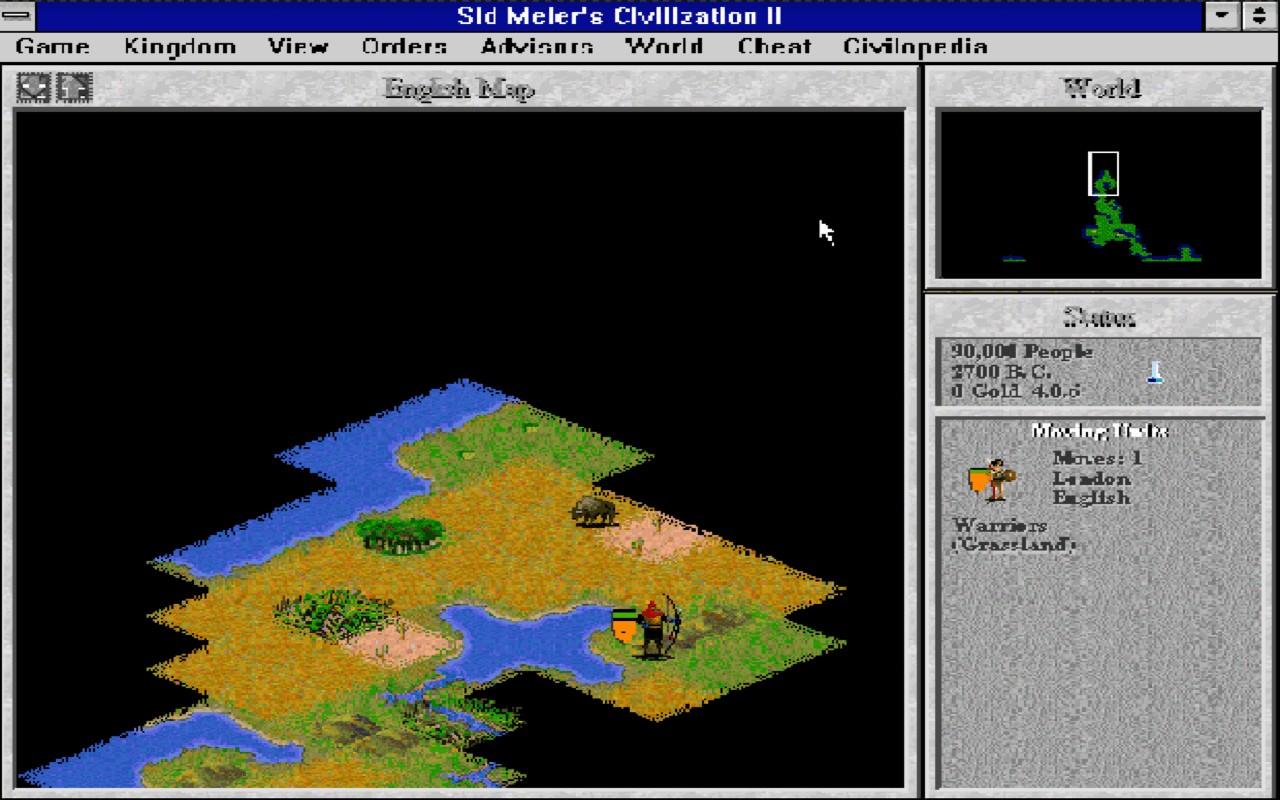 Sid Meier's Civilization II
Game Kingdom View Orders Advisors World Cheat Civilopedia
English Map
World
Status
90,000 People
2700 B.C.
0 Gold 4.0.6
Moving Units
Moves: 1
London
English
Warriors
(Grassland)